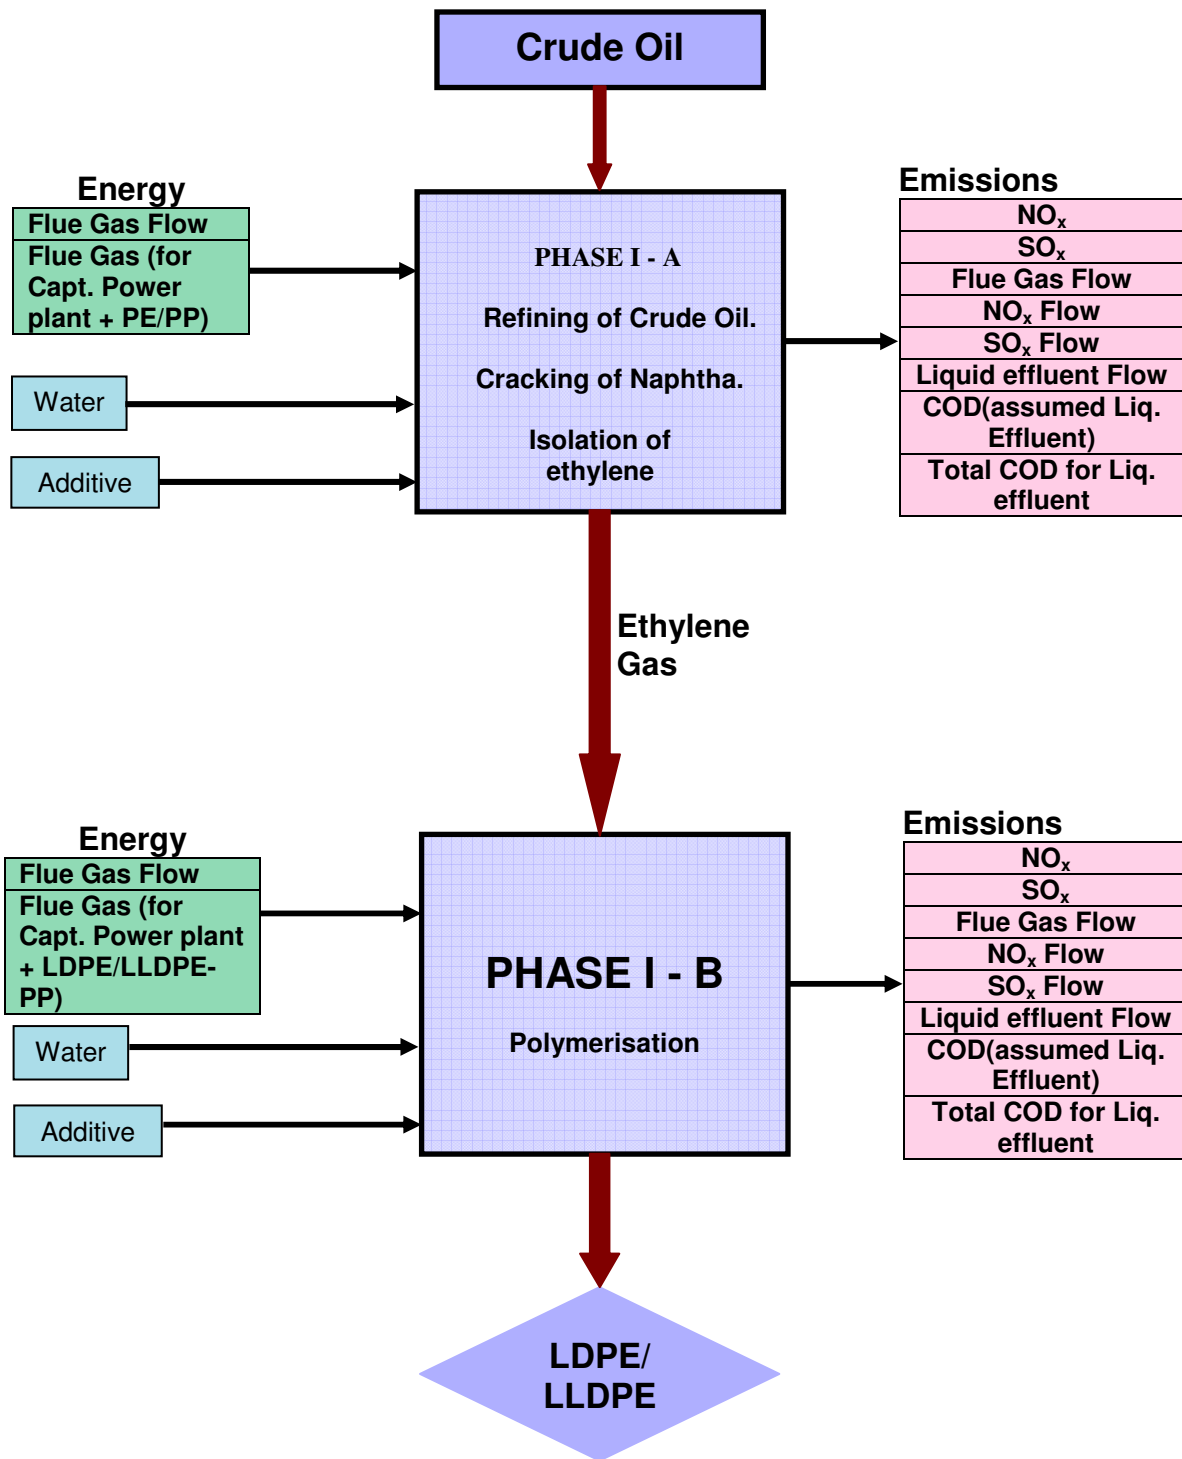 Crude Oil
Energy
Flue Gas Flow
Flue Gas (for
Capt. Power
plant + PE/PP)
Water
Additive
PHASE I - A
Refining of Crude Oil.
Cracking of Naphtha.
Isolation of
ethylene
Emissions
NOₓ
SOₓ
Flue Gas Flow
NOₓ Flow
SOₓ Flow
Liquid effluent Flow
COD(assumed Liq.
Effluent)
Total COD for Liq.
effluent
Ethylene
Gas
Energy
Flue Gas Flow
Flue Gas (for
Capt. Power plant
+ LDPE/LLDPE-
PP)
Water
Additive
PHASE I - B
Polymerisation
Emissions
NOₓ
SOₓ
Flue Gas Flow
NOₓ Flow
SOₓ Flow
Liquid effluent Flow
COD(assumed Liq.
Effluent)
Total COD for Liq.
effluent
LDPE/
LLDPE